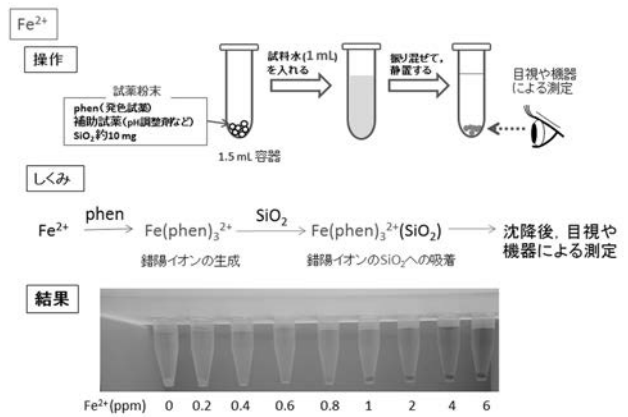 Fe²⁺
操作
試薬粉末
phen(発色試薬)
補助試薬(pH調整剤など)
SiO₂ 約10 mg
1.5 mL 容器
試料水(1 mL)
を入れる
振り混ぜて,
静置する
目視や機器
による測定
しくみ
Fe²⁺ phen Fe(phen)₃²⁺ SiO₂ Fe(phen)₃²⁺(SiO₂) 沈降後, 目視や
機器による測定
錯陽イオンの生成 錯陽イオンのSiO₂への吸着
結果
Fe²⁺(ppm) 0 0.2 0.4 0.6 0.8 1 2 4 6